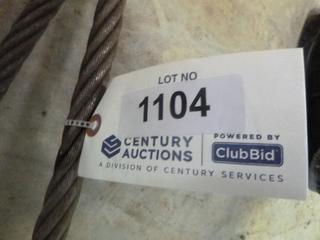 LOT NO
1104
CENTURY
AUCTIONS
POWERED BY
ClubBid
A DIVISION OF CENTURY SERVICES